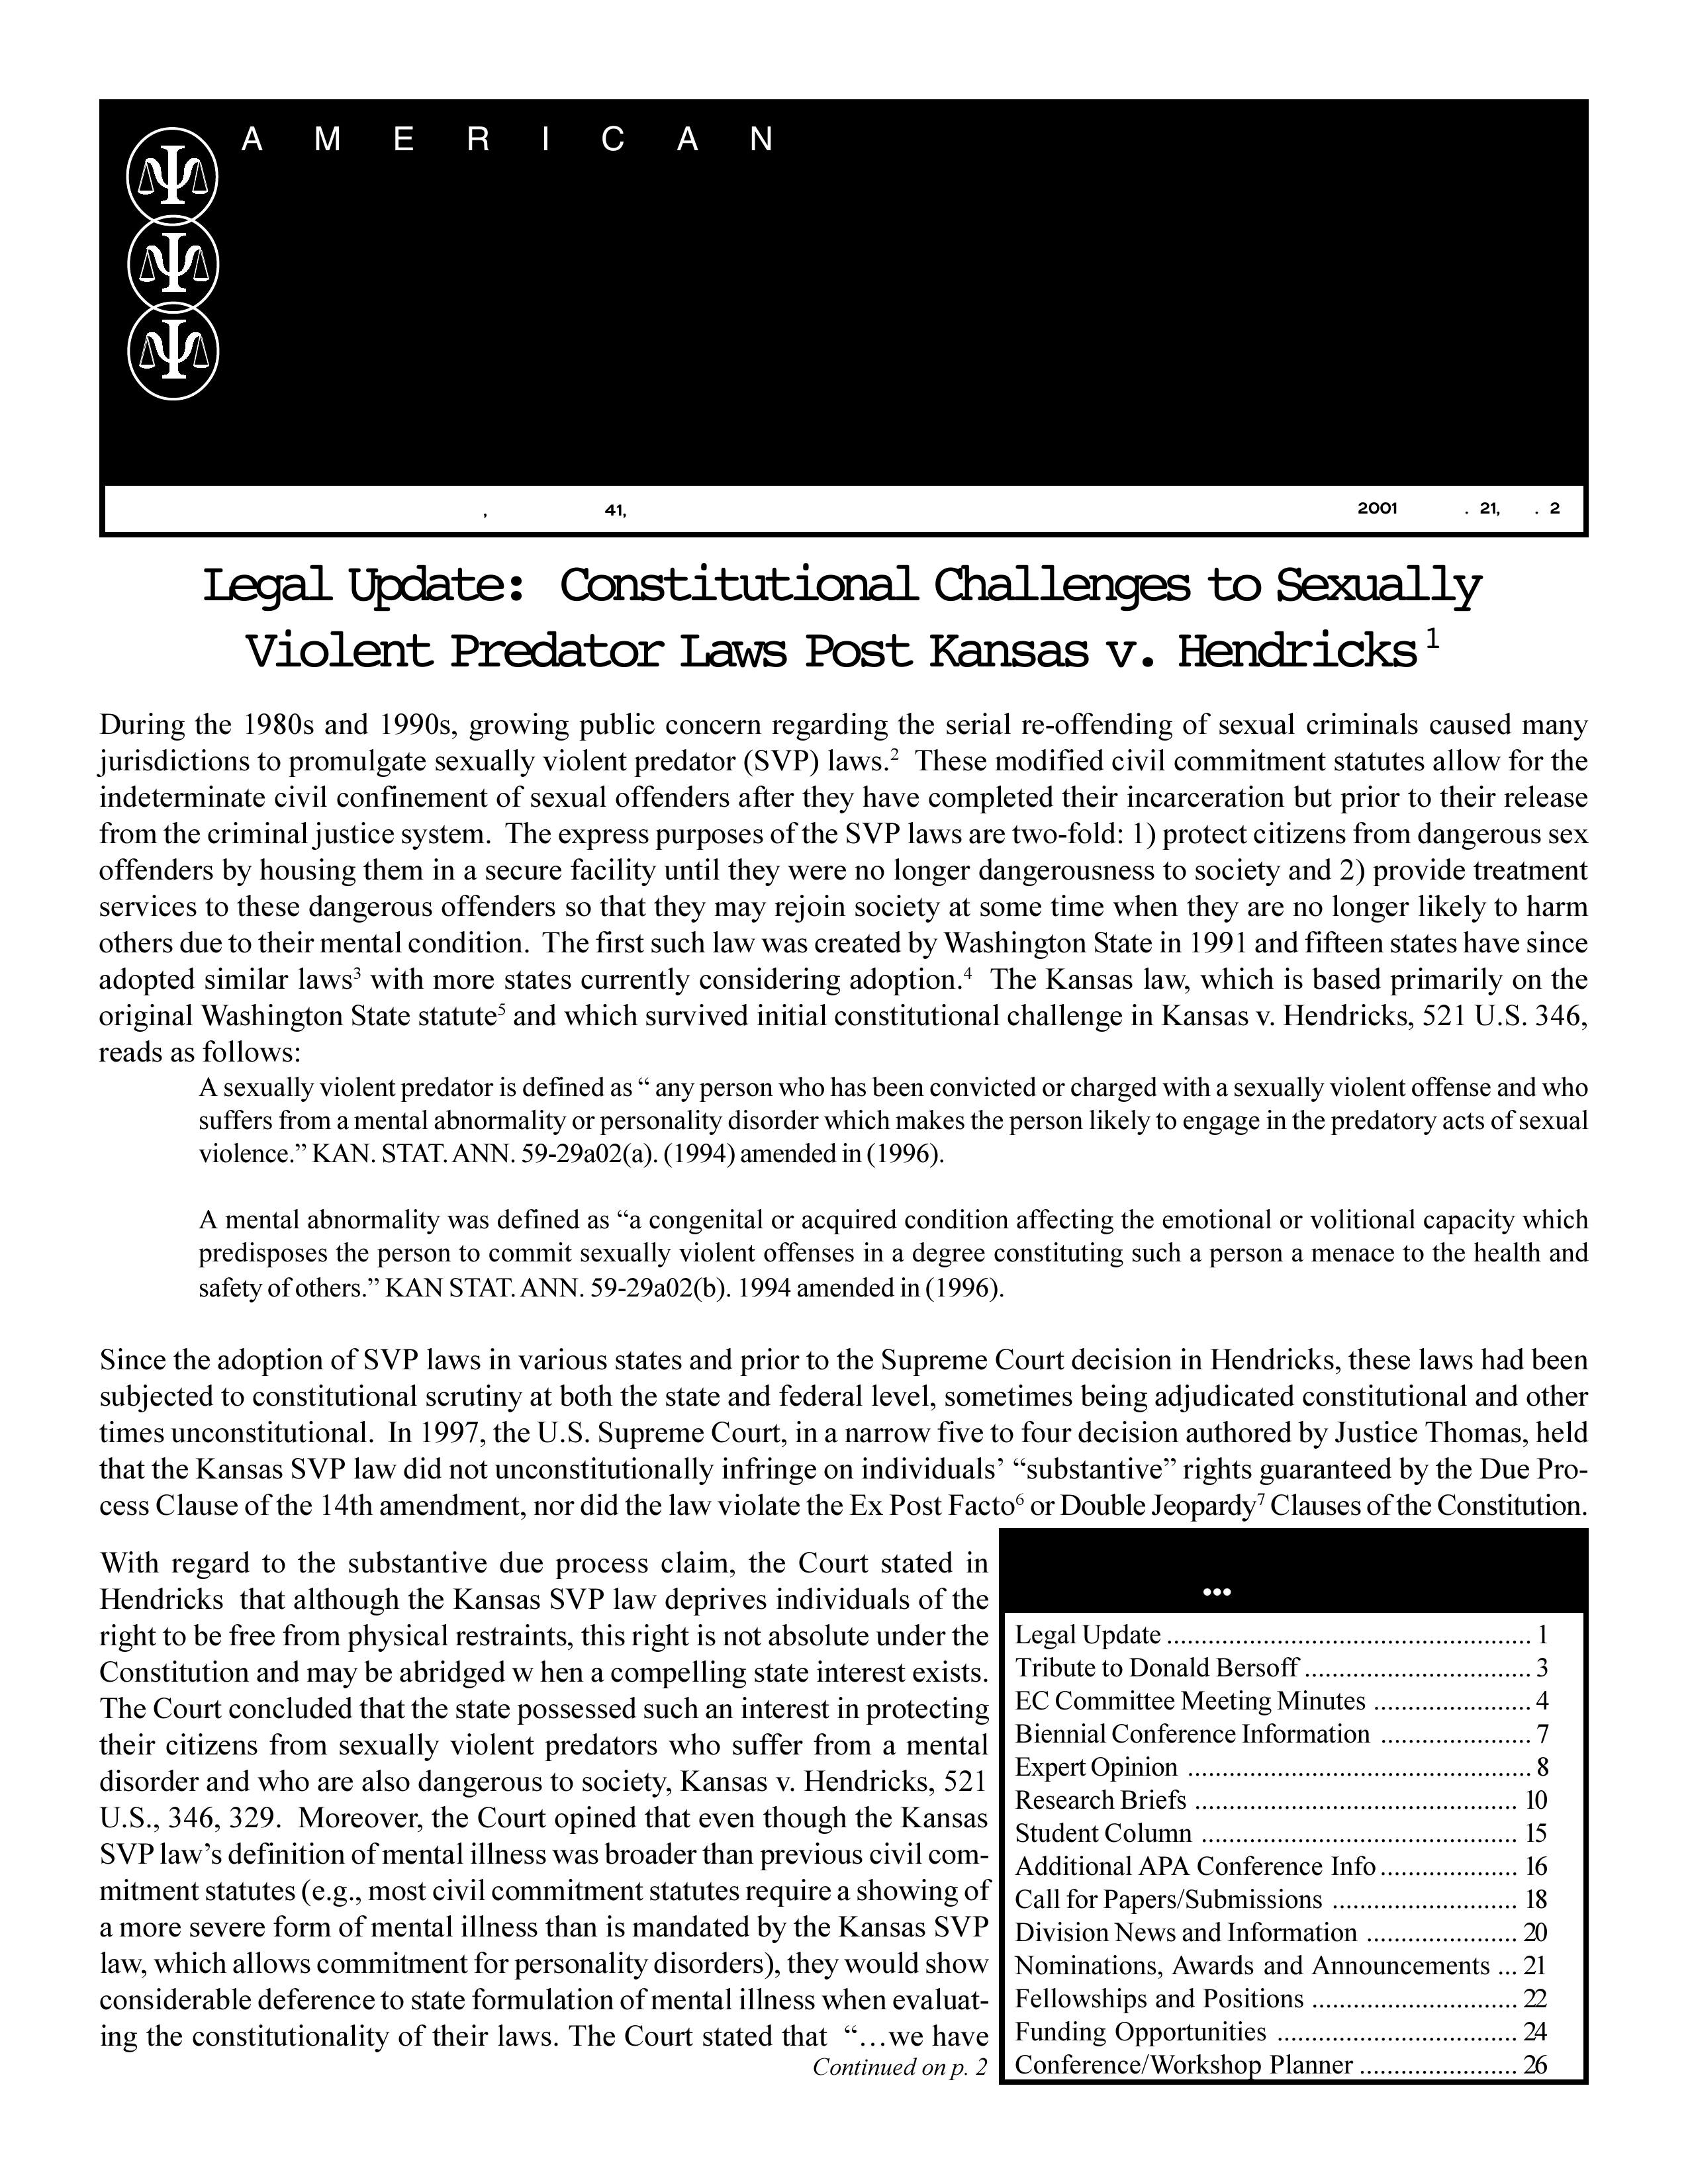 A M E R I C A N
, 41, 2001 . 21, . 2
Legal Update: Constitutional Challenges to Sexually
Violent Predator Laws Post Kansas v. Hendricks1
During the 1980s and 1990s, growing public concern regarding the serial re-offending of sexual criminals caused many
jurisdictions to promulgate sexually violent predator (SVP) laws.2 These modified civil commitment statutes allow for the
indeterminate civil confinement of sexual offenders after they have completed their incarceration but prior to their release
from the criminal justice system. The express purposes of the SVP laws are two-fold: 1) protect citizens from dangerous sex
offenders by housing them in a secure facility until they were no longer dangerousness to society and 2) provide treatment
services to these dangerous offenders so that they may rejoin society at some time when they are no longer likely to harm
others due to their mental condition. The first such law was created by Washington State in 1991 and fifteen states have since
adopted similar laws3 with more states currently considering adoption.4 The Kansas law, which is based primarily on the
original Washington State statute5 and which survived initial constitutional challenge in Kansas v. Hendricks, 521 U.S. 346,
reads as follows:
A sexually violent predator is defined as “ any person who has been convicted or charged with a sexually violent offense and who
suffers from a mental abnormality or personality disorder which makes the person likely to engage in the predatory acts of sexual
violence.” KAN. STAT. ANN. 59-29a02(a). (1994) amended in (1996).
A mental abnormality was defined as “a congenital or acquired condition affecting the emotional or volitional capacity which
predisposes the person to commit sexually violent offenses in a degree constituting such a person a menace to the health and
safety of others.” KAN STAT. ANN. 59-29a02(b). 1994 amended in (1996).
Since the adoption of SVP laws in various states and prior to the Supreme Court decision in Hendricks, these laws had been
subjected to constitutional scrutiny at both the state and federal level, sometimes being adjudicated constitutional and other
times unconstitutional. In 1997, the U.S. Supreme Court, in a narrow five to four decision authored by Justice Thomas, held
that the Kansas SVP law did not unconstitutionally infringe on individuals’ “substantive” rights guaranteed by the Due Pro-
cess Clause of the 14th amendment, nor did the law violate the Ex Post Facto6 or Double Jeopardy7 Clauses of the Constitution.
With regard to the substantive due process claim, the Court stated in
Hendricks that although the Kansas SVP law deprives individuals of the
right to be free from physical restraints, this right is not absolute under the
Constitution and may be abridged w hen a compelling state interest exists.
The Court concluded that the state possessed such an interest in protecting
their citizens from sexually violent predators who suffer from a mental
disorder and who are also dangerous to society, Kansas v. Hendricks, 521
U.S., 346, 329. Moreover, the Court opined that even though the Kansas
SVP law’s definition of mental illness was broader than previous civil com-
mitment statutes (e.g., most civil commitment statutes require a showing of
a more severe form of mental illness than is mandated by the Kansas SVP
law, which allows commitment for personality disorders), they would show
considerable deference to state formulation of mental illness when evaluat-
ing the constitutionality of their laws. The Court stated that “…we have
Continued on p. 2
...
Legal Update ..................................................... 1
Tribute to Donald Bersoff ................................. 3
EC Committee Meeting Minutes ....................... 4
Biennial Conference Information ...................... 7
Expert Opinion .................................................. 8
Research Briefs ............................................... 10
Student Column .............................................. 15
Additional APA Conference Info .................... 16
Call for Papers/Submissions ........................... 18
Division News and Information ...................... 20
Nominations, Awards and Announcements ... 21
Fellowships and Positions .............................. 22
Funding Opportunities ................................... 24
Conference/Workshop Planner ....................... 26